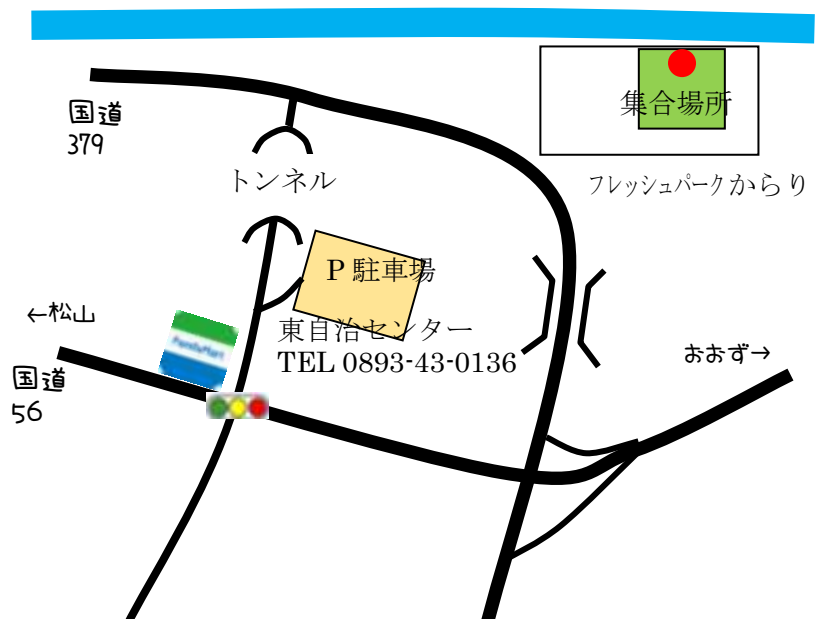 集合場所
国道
379
トンネル
フレッシュパークからり
P 駐車場
←松山
東自治センター
TEL 0893-43-0136
FamilyMart
おおず→
国道
56